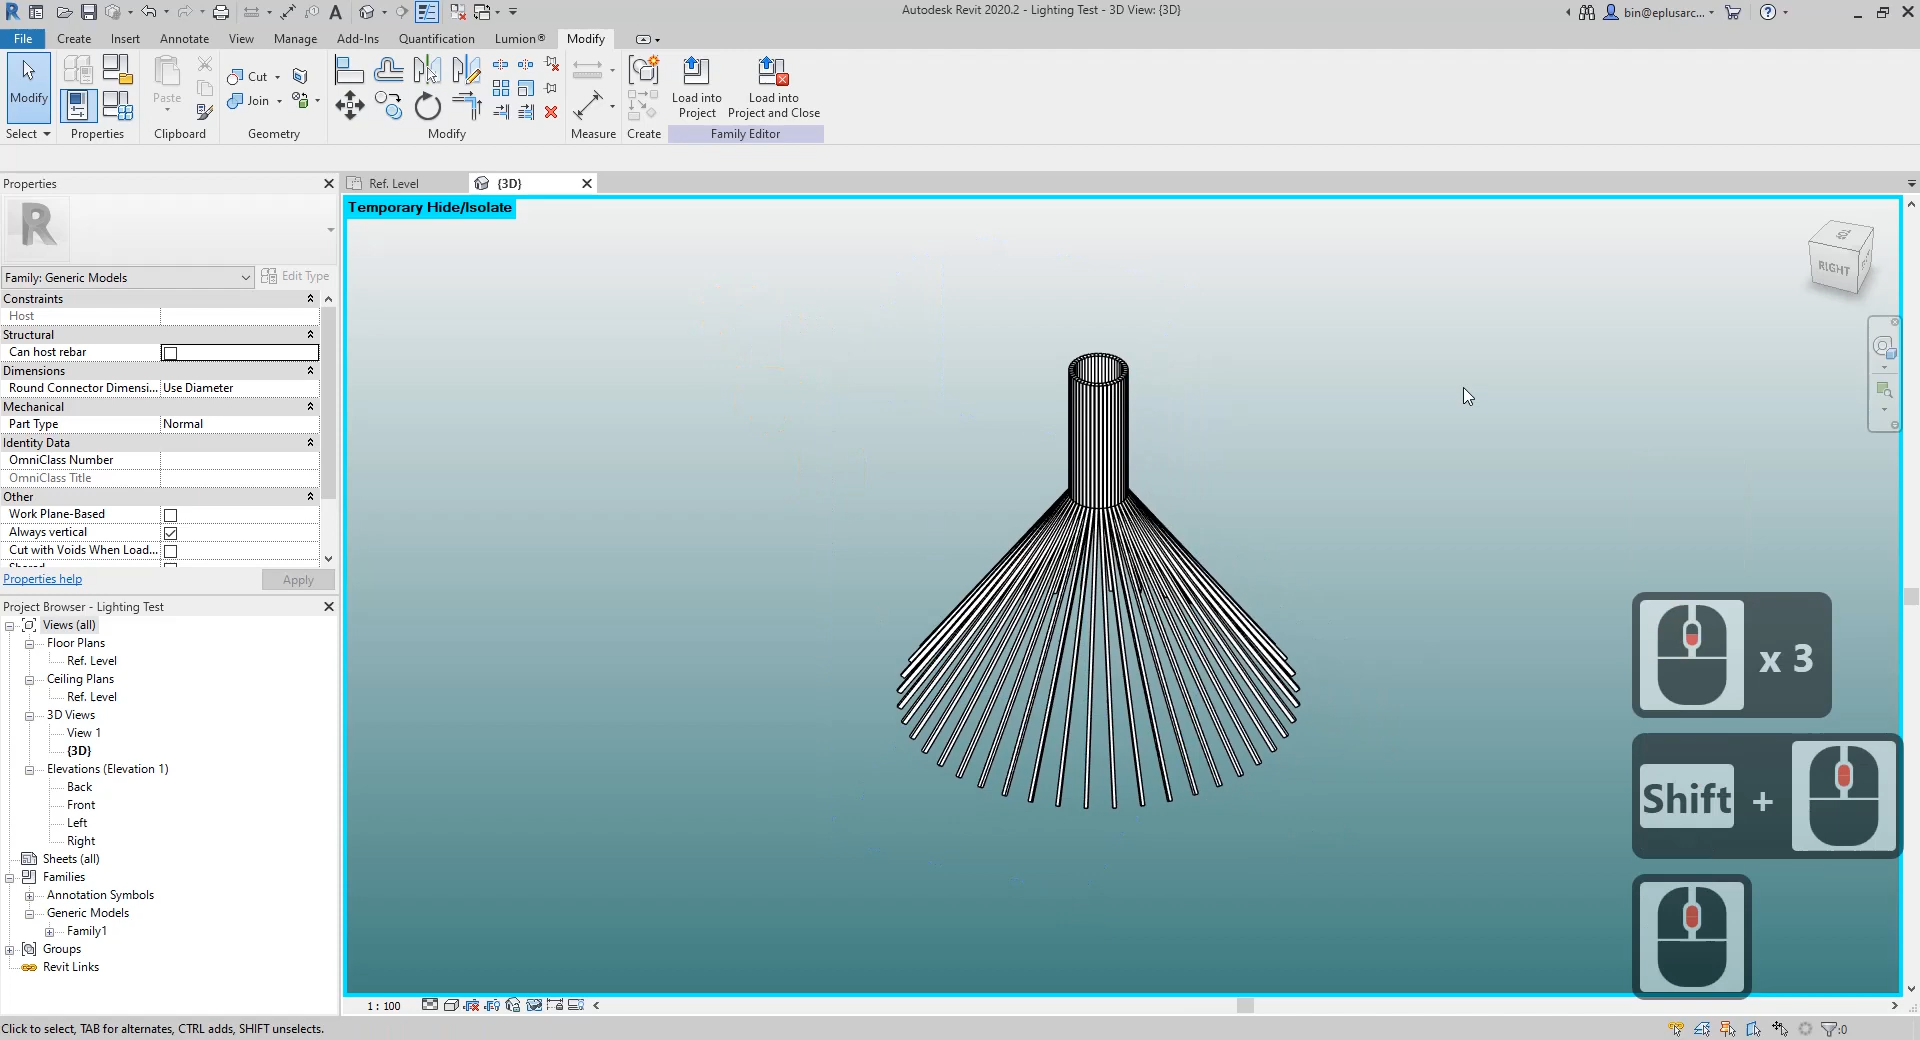 Autodesk Revit 2020.2 - Lighting Test - 3D View: {3D}
bin@eplusarc...
File
Create
Insert
Annotate
View
Manage
Add-Ins
Quantification
Lumion®
Modify
Modify
Paste
Cut
Join
Load into
Project
Load into
Project and Close
Select
Properties
Clipboard
Geometry
Modify
Measure
Create
Family Editor
Properties
Ref. Level
{3D}
Temporary Hide/Isolate
RIGHT
Family: Generic Models
Edit Type
Constraints
Host
Structural
Can host rebar
Dimensions
Round Connector Dimensi... Use Diameter
Mechanical
Part Type Normal
Identity Data
OmniClass Number
OmniClass Title
Other
Work Plane-Based
Always vertical
Cut with Voids When Load...
Shared
Properties help
Apply
Project Browser - Lighting Test
Views (all)
Floor Plans
Ref. Level
Ceiling Plans
Ref. Level
3D Views
View 1
{3D}
Elevations (Elevation 1)
Back
Front
Left
Right
Sheets (all)
Families
Annotation Symbols
Generic Models
Family1
Groups
Revit Links
x 3
Shift +
1 : 100
Click to select, TAB for alternates, CTRL adds, SHIFT unselects.
:0